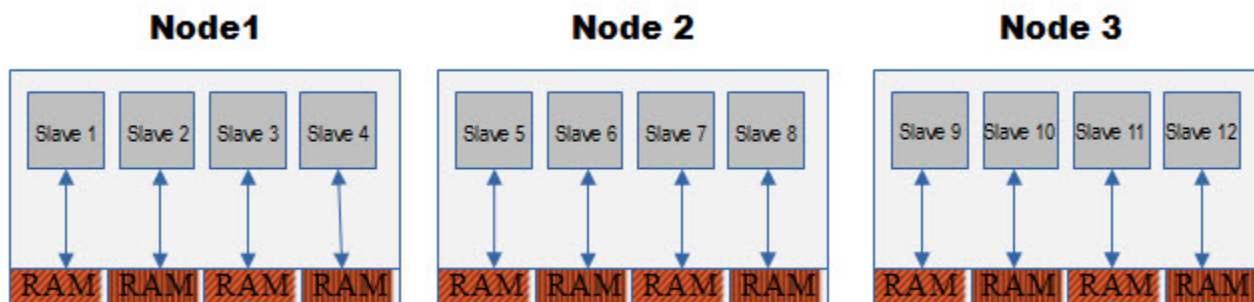 Node1 Node 2 Node 3
Slave 1 Slave 2 Slave 3 Slave 4 Slave 5 Slave 6 Slave 7 Slave 8 Slave 9 Slave 10 Slave 11 Slave 12
RAM RAM RAM RAM RAM RAM RAM RAM RAM RAM RAM RAM